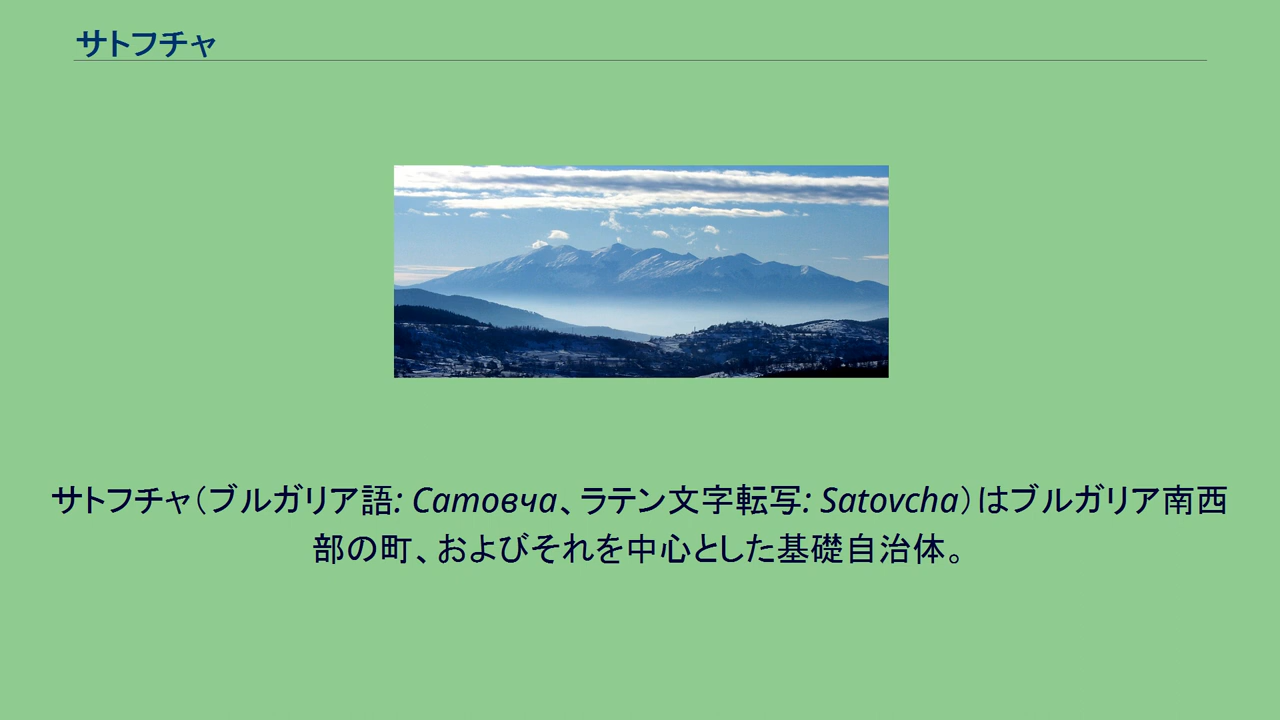 サトフチャ
サトフチャ（ブルガリア語: Сатовча、ラテン文字転写: Satovcha）はブルガリア南西
部の町、およびそれを中心とした基礎自治体。